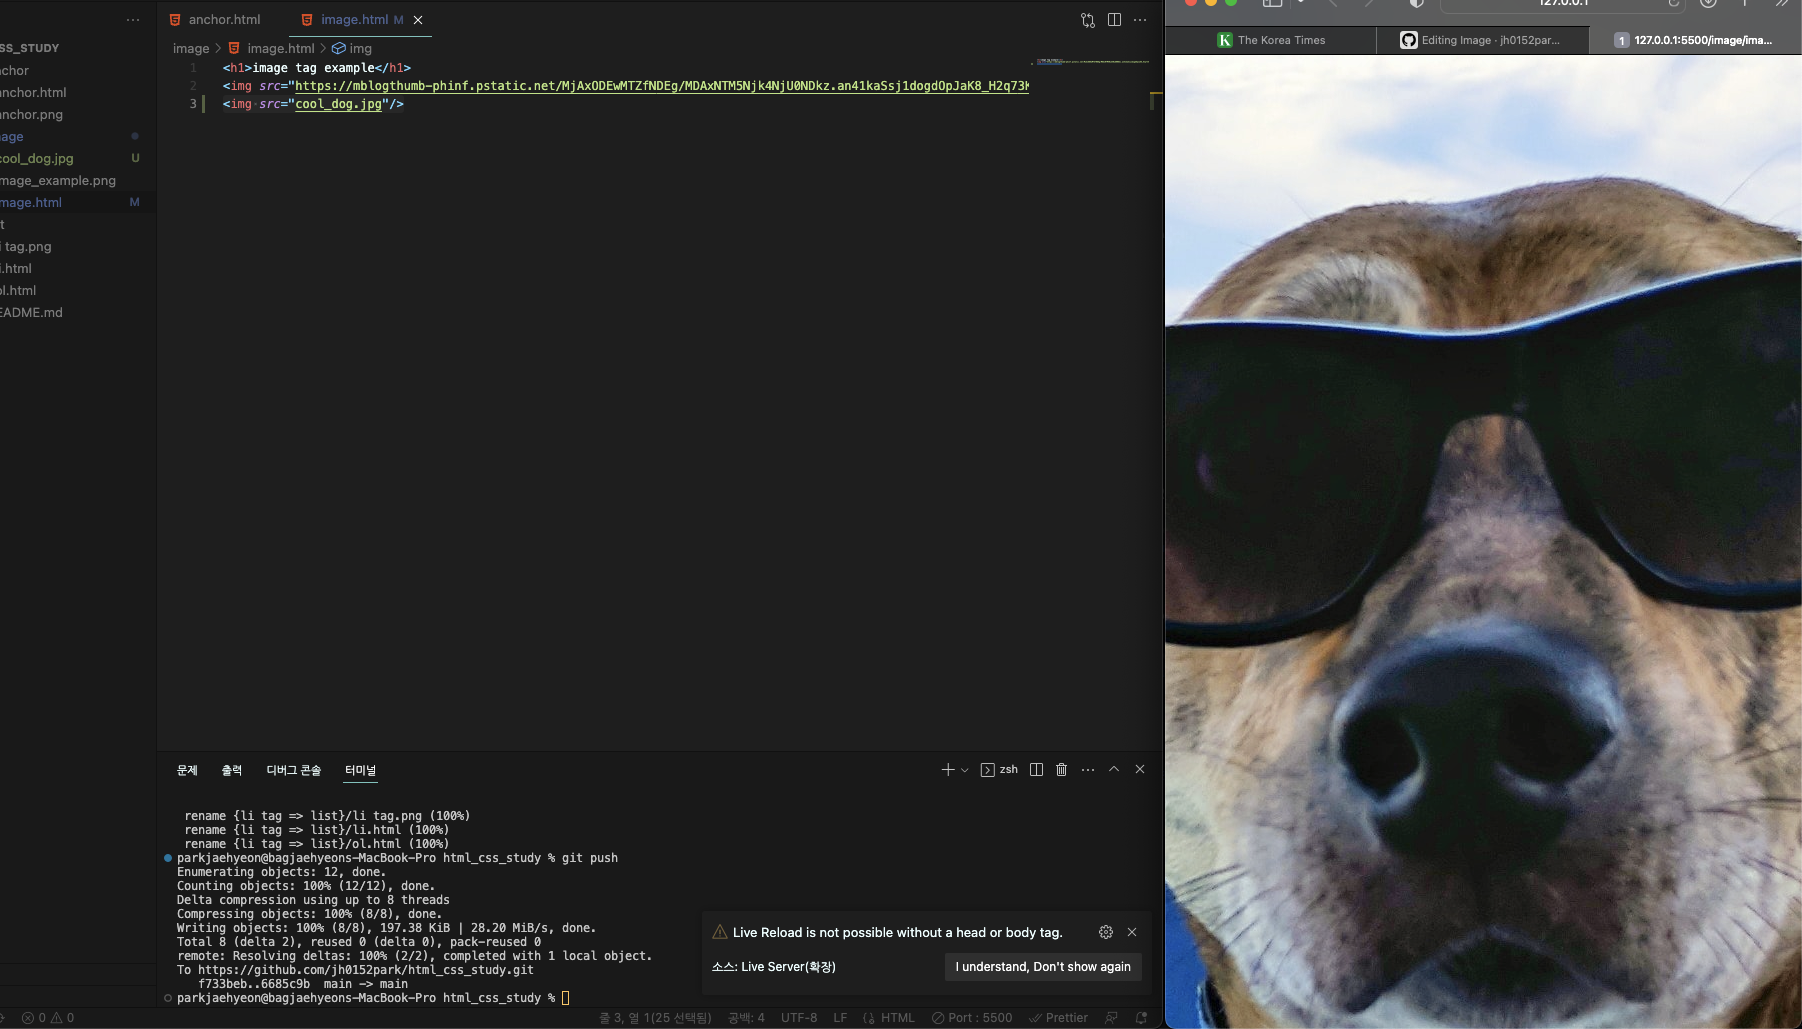 anchor.html
image.html M
127.0.0.1
The Korea Times
Editing Image · jh0152par...
1 127.0.0.1:5500/image/ima...
SS_STUDY
nchor
anchor.html
anchor.png
nage
cool_dog.jpg U
mage_example.png
mage.html M
t
i tag.png
i.html
ol.html
EADME.md
image > image.html > img
1 <h1>image tag example</h1>
2 <img src="https://mblogthumb-phinf.pstatic.net/MjAxODEwMTZfNDEg/MDAxNTM5Njk4NjU0NDkz.an41kaSsj1dogdOpJaK8_H2q73K
3 <img src="cool_dog.jpg"/>
문제 출력 디버그 콘솔 터미널
zsh
rename {li tag => list}/li tag.png (100%)
rename {li tag => list}/li.html (100%)
rename {li tag => list}/ol.html (100%)
parkjaehyeon@bagjaehyeons-MacBook-Pro html_css_study % git push
Enumerating objects: 12, done.
Counting objects: 100% (12/12), done.
Delta compression using up to 8 threads
Compressing objects: 100% (8/8), done.
Writing objects: 100% (8/8), 197.38 KiB | 28.20 MiB/s, done.
Total 8 (delta 2), reused 0 (delta 0), pack-reused 0
remote: Resolving deltas: 100% (2/2), completed with 1 local object.
To https://github.com/jh0152park/html_css_study.git
f733beb..6685c9b main -> main
parkjaehyeon@bagjaehyeons-MacBook-Pro html_css_study %
Live Reload is not possible without a head or body tag.
소스: Live Server(확장)
I understand, Don't show again
0 0
줄 3, 열 1(25 선택됨) 공백: 4 UTF-8 LF HTML Port : 5500 Prettier